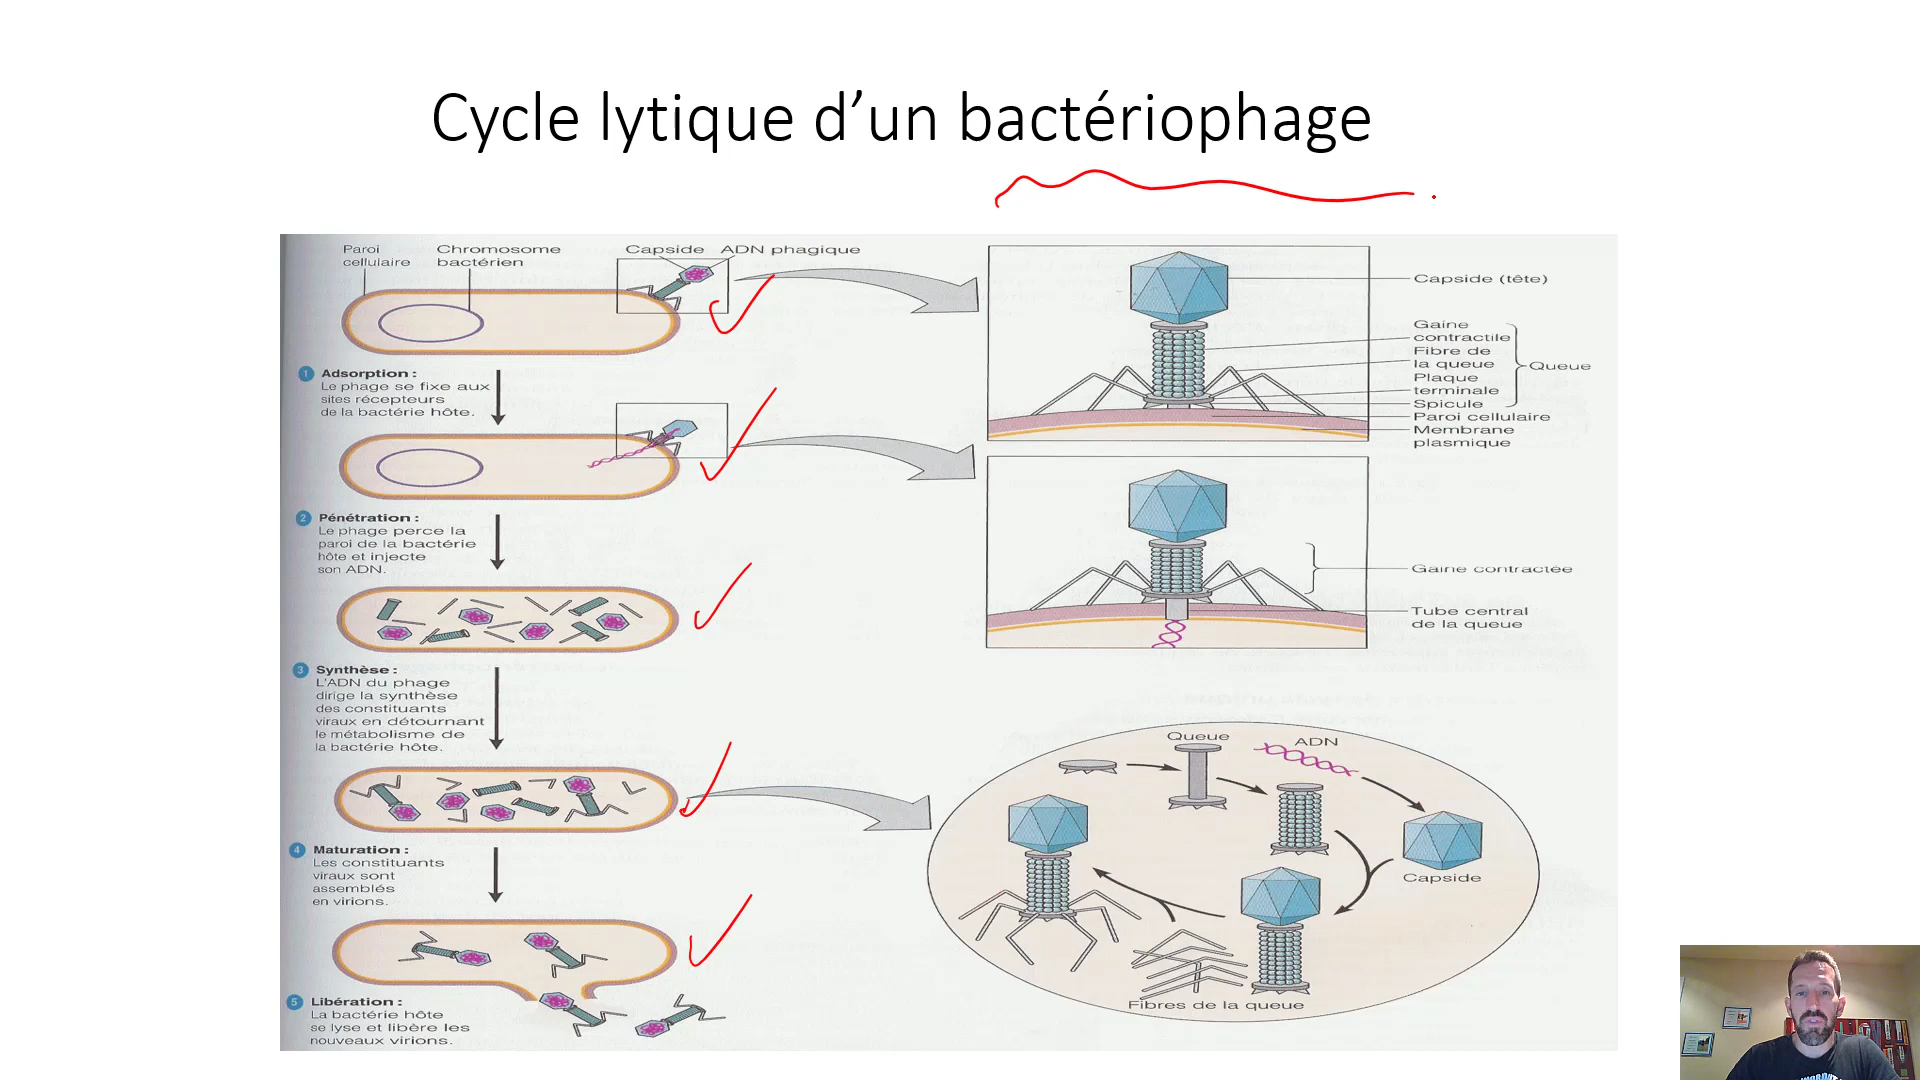 Cycle lytique d’un bactériophage
Paroi
cellulaire
Chromosome
bactérien
Capside
ADN phagique
1 Adsorption :
Le phage se fixe aux
sites récepteurs
de la bactérie hôte.
2 Pénétration :
Le phage perce la
paroi de la bactérie
hôte et injecte
son ADN.
3 Synthèse :
L'ADN du phage
dirige la synthèse
des constituants
viraux en détournant
le métabolisme de
la bactérie hôte.
4 Maturation :
Les constituants
viraux sont
assemblés
en virions.
5 Libération :
La bactérie hôte
se lyse et libère les
nouveaux virions.
Capside (tête)
Gaine
contractile
Fibre de
la queue
Plaque
terminale
Spicule
Queue
Paroi cellulaire
Membrane
plasmique
Gaine contractée
Tube central
de la queue
Queue
ADN
Capside
Fibres de la queue